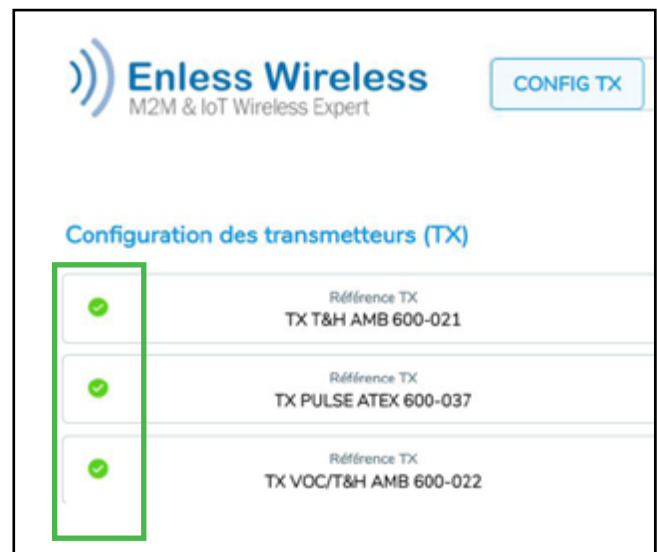 Enless Wireless
M2M & IoT Wireless Expert
CONFIG TX
Configuration des transmetteurs (TX)
Référence TX
TX T&H AMB 600-021
Référence TX
TX PULSE ATEX 600-037
Référence TX
TX VOC/T&H AMB 600-022